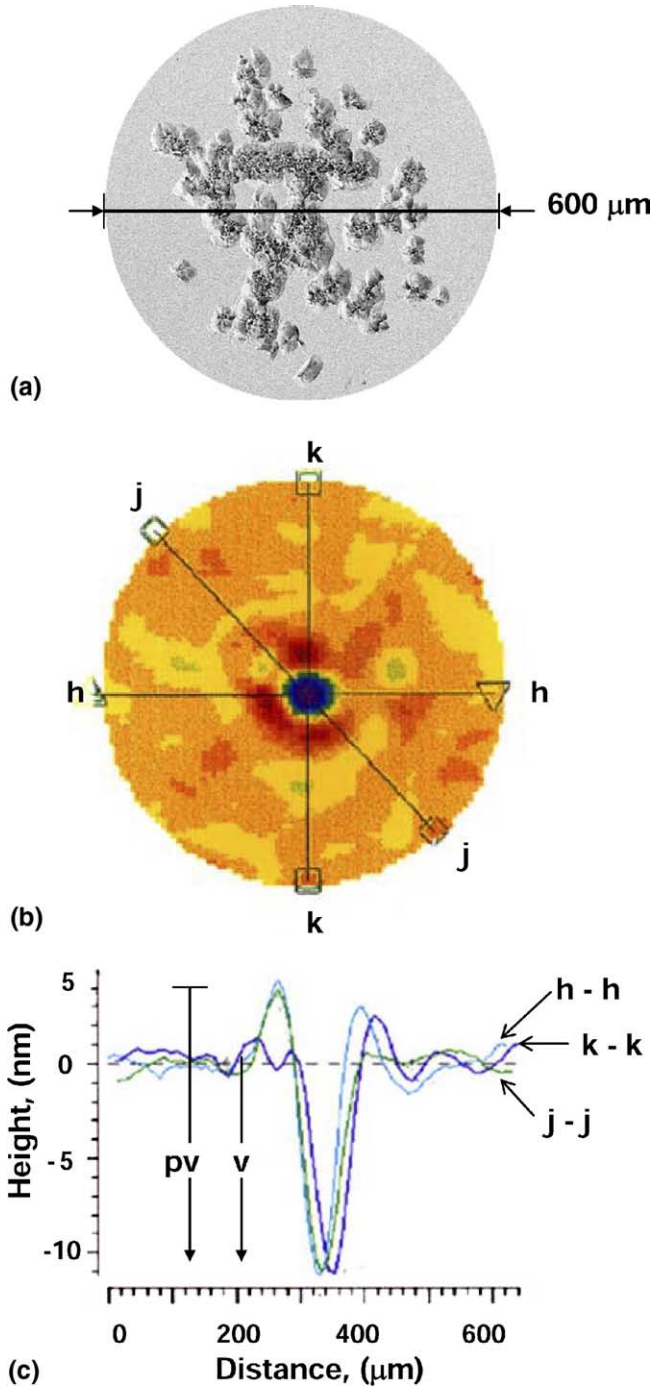 600 μm
(a)
k
j
h
h
j
k
(b)
5
0
-5
-10
Height, (nm)
pv
v
h - h
k - k
j - j
0
200
400
600
Distance, (μm)
(c)